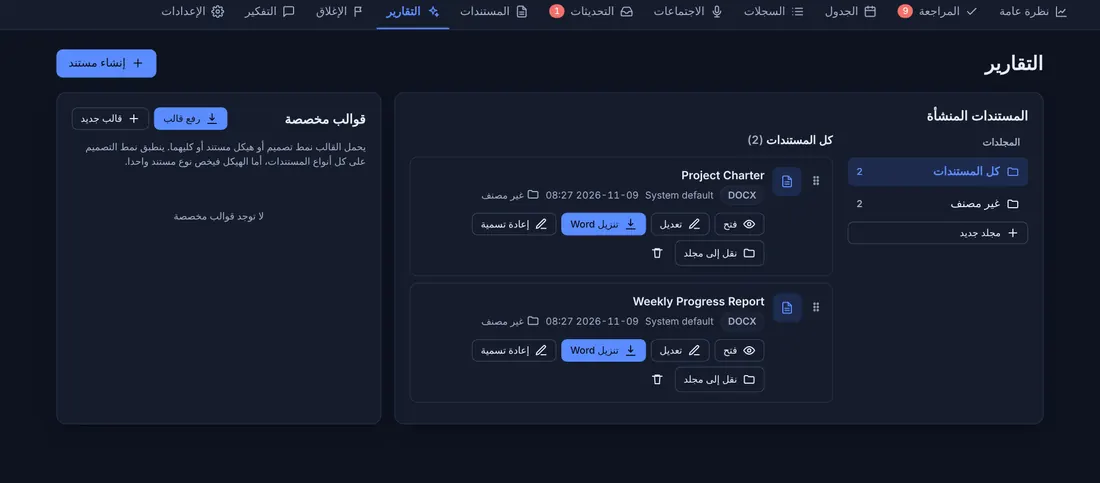 نظرة عامة
المراجعة 9
الجدول
السجلات
الاجتماعات
التحديثات 1
المستندات
التقارير
الإغلاق
التفكير
الإعدادات
التقارير
إنشاء مستند
المستندات المنشأة
المجلدات
كل المستندات 2
غير مصنف 2
مجلد جديد
كل المستندات (2)
Project Charter
DOCX System default 2026-11-09 08:27 غير مصنف
فتح
تعديل
تنزيل Word
إعادة تسمية
نقل إلى مجلد
Weekly Progress Report
DOCX System default 2026-11-09 08:27 غير مصنف
فتح
تعديل
تنزيل Word
إعادة تسمية
نقل إلى مجلد
قوالب مخصصة
رفع قالب
قالب جديد
يحمل القالب نمط تصميم أو هيكل مستند أو كليهما. ينطبق نمط التصميم
على كل أنواع المستندات، أما الهيكل فيخص نوع مستند واحدا.
لا توجد قوالب مخصصة